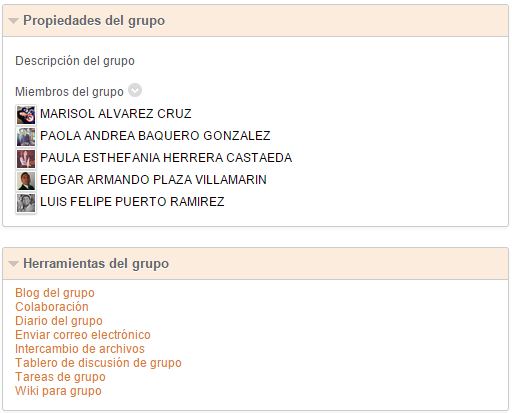 Propiedades del grupo
Descripción del grupo
Miembros del grupo
MARISOL ALVAREZ CRUZ
PAOLA ANDREA BAQUERO GONZALEZ
PAULA ESTHEFANIA HERRERA CASTAEDA
EDGAR ARMANDO PLAZA VILLAMARIN
LUIS FELIPE PUERTO RAMIREZ
Herramientas del grupo
Blog del grupo
Colaboración
Diario del grupo
Enviar correo electrónico
Intercambio de archivos
Tablero de discusión de grupo
Tareas de grupo
Wiki para grupo